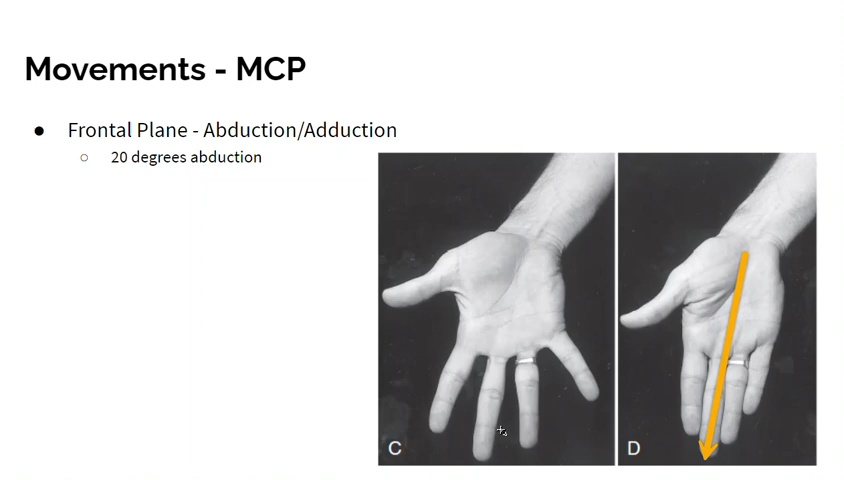 Movements - MCP
● Frontal Plane - Abduction/Adduction
○ 20 degrees abduction
C
D